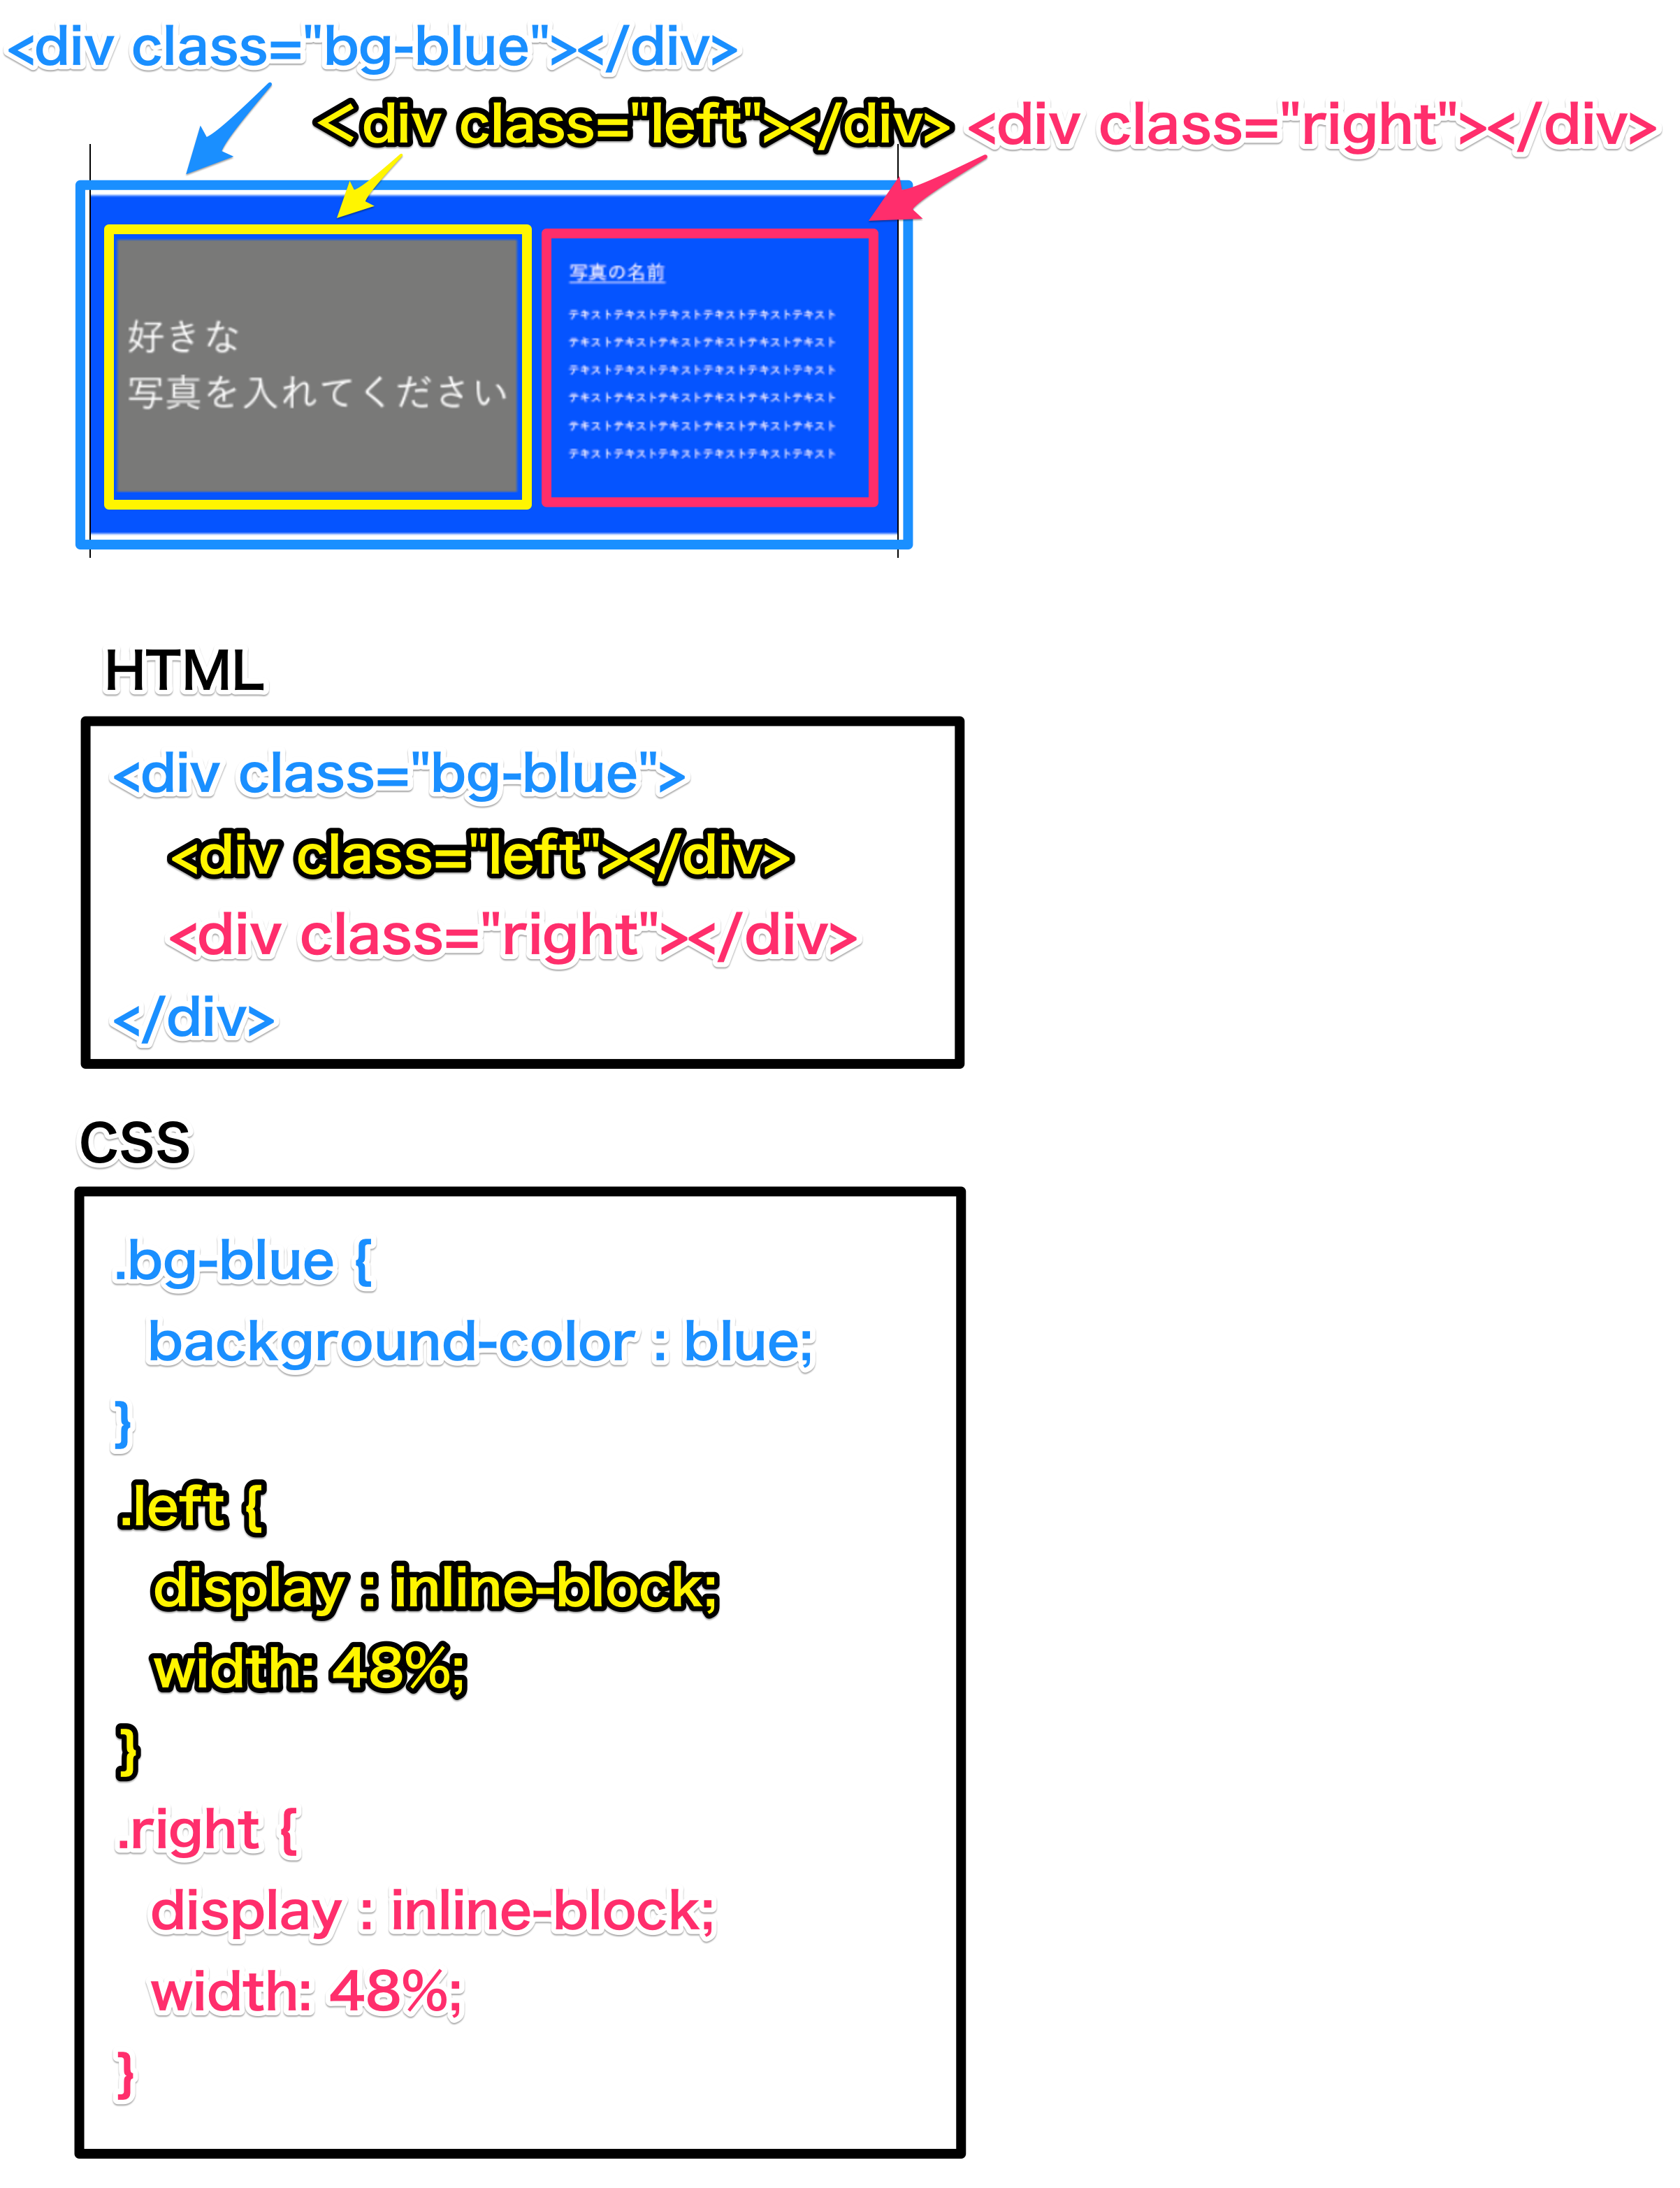 <div class="bg-blue"></div>
＜div class="left"></div>
<div class="right"></div>
好きな
写真を入れてください
写真の名前
テキストテキストテキストテキストテキストテキスト
テキストテキストテキストテキストテキストテキスト
テキストテキストテキストテキストテキストテキスト
テキストテキストテキストテキストテキストテキスト
テキストテキストテキストテキストテキストテキスト
テキストテキストテキストテキストテキストテキスト
HTML
<div class="bg-blue">
<div class="left"></div>
<div class="right"></div>
</div>
CSS
.bg-blue {
background-color : blue;
}
.left {
display : inline-block;
width: 48%;
}
.right {
display : inline-block;
width: 48%;
}